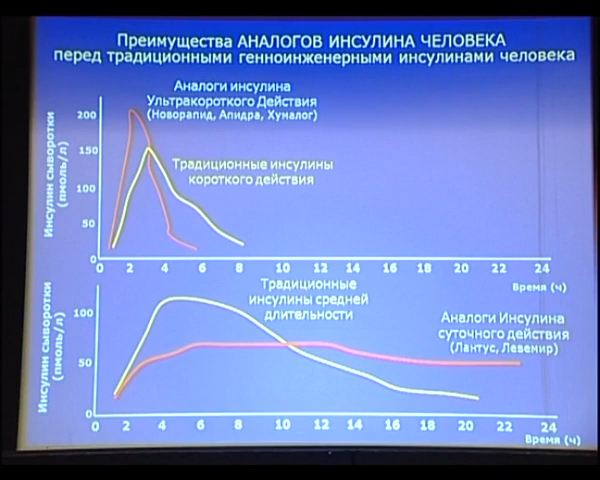 Преимущества АНАЛОГОВ ИНСУЛИНА ЧЕЛОВЕКА
перед традиционными генноинженерными инсулинами человека
Аналоги инсулина
Ультракороткого Действия
(Новорапид, Апидра, Хумалог)
Традиционные инсулины
короткого действия
Инсулин сыворотки
(пмоль/л)
200
150
100
50
0
0 2 4 6 8 10 12 14 16 18 20 22 24
Время (ч)
Традиционные
инсулины средней
длительности
Аналоги Инсулина
суточного действия
(Лантус, Левемир)
Инсулин сыворотки
(пмоль/л)
100
50
0
0 2 4 6 8 10 12 14 16 18 20 22 24
Время (ч)